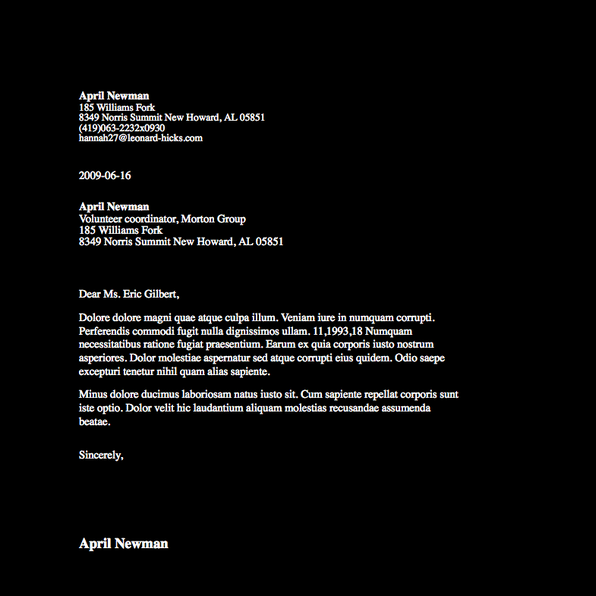 April Newman
185 Williams Fork
8349 Norris Summit New Howard, AL 05851
(419)063-2232x0930
hannah27@leonard-hicks.com
2009-06-16
April Newman
Volunteer coordinator, Morton Group
185 Williams Fork
8349 Norris Summit New Howard, AL 05851
Dear Ms. Eric Gilbert,
Dolore dolore magni quae atque culpa illum. Veniam iure in numquam corrupti.
Perferendis commodi fugit nulla dignissimos ullam. 11,1993,18 Numquam
necessitatibus ratione fugiat praesentium. Earum ex quia corporis iusto nostrum
asperiores. Dolor molestiae aspernatur sed atque corrupti eius quidem. Odio saepe
excepturi tenetur nihil quam alias sapiente.
Minus dolore ducimus laboriosam natus iusto sit. Cum sapiente repellat corporis sunt
iste optio. Dolor velit hic laudantium aliquam molestias recusandae assumenda
beatae.
Sincerely,
April Newman